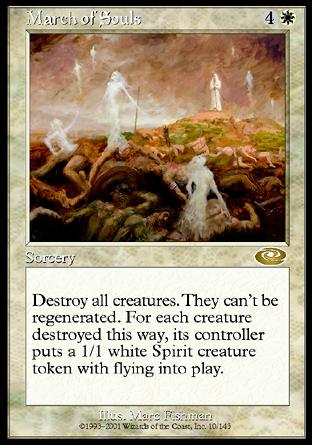 March of Souls 4
Sorcery
Destroy all creatures. They can't be
regenerated. For each creature
destroyed this way, its controller
puts a 1/1 white Spirit creature
token with flying into play.
Illus. Marc Fishman
©1993-2001 Wizards of the Coast, Inc. 10/143